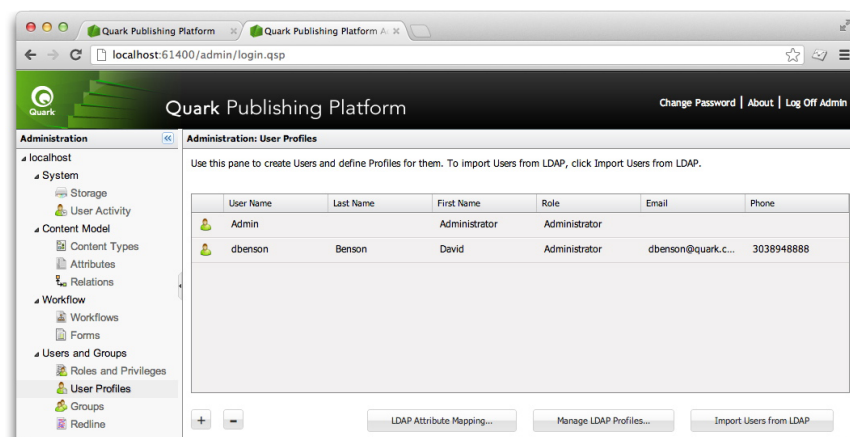 Quark Publishing Platform
Quark Publishing Platform A
localhost:61400/admin/login.qsp
Quark
Quark Publishing Platform
Change Password | About | Log Off Admin
Administration
Administration: User Profiles
localhost
System
Storage
User Activity
Content Model
Content Types
Attributes
Relations
Workflow
Workflows
Forms
Users and Groups
Roles and Privileges
User Profiles
Groups
Redline
Use this pane to create Users and define Profiles for them. To import Users from LDAP, click Import Users from LDAP.
User Name Last Name First Name Role Email Phone
Admin Administrator Administrator
dbenson Benson David Administrator dbenson@quark.c... 3038948888
+ - LDAP Attribute Mapping... Manage LDAP Profiles... Import Users from LDAP